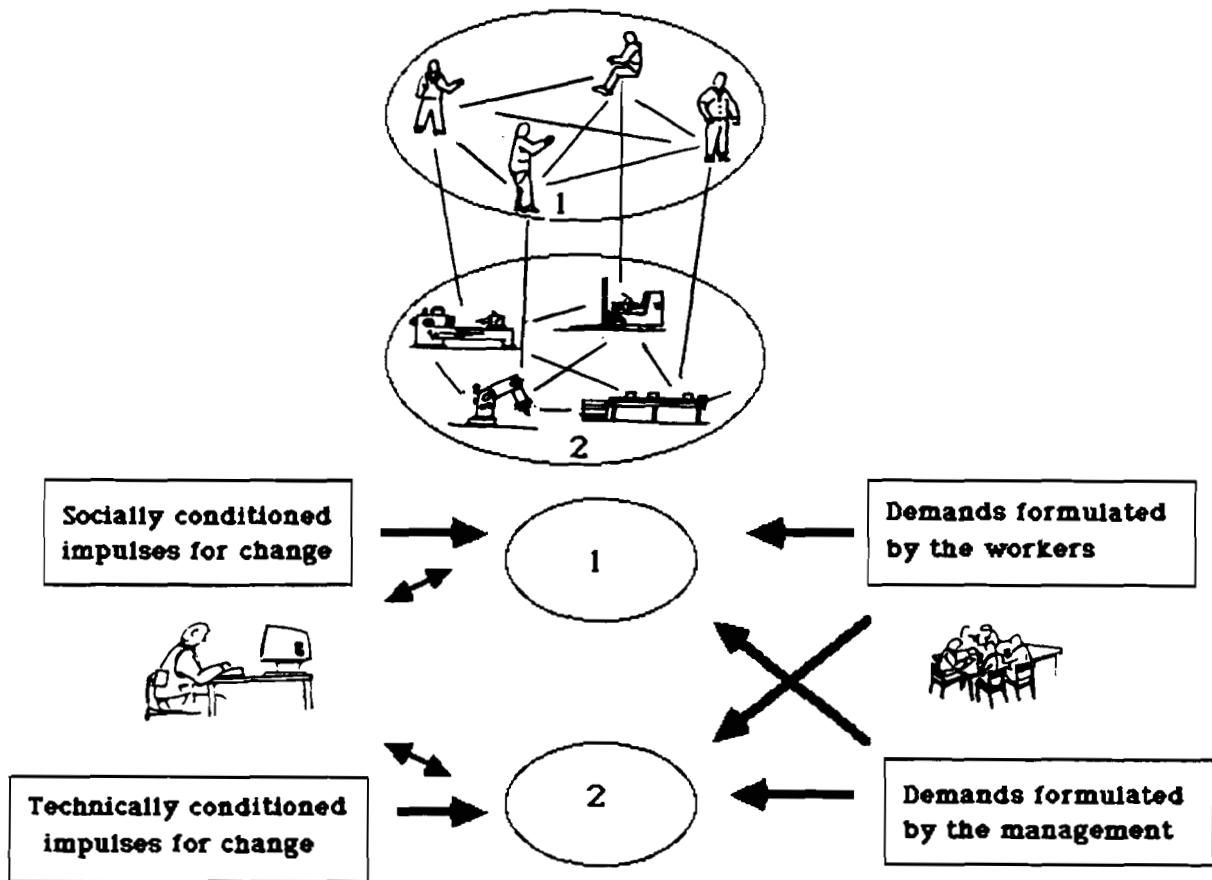 1
2
Socially conditioned
impulses for change
1
Demands formulated
by the workers
2
Technically conditioned
impulses for change
Demands formulated
by the management